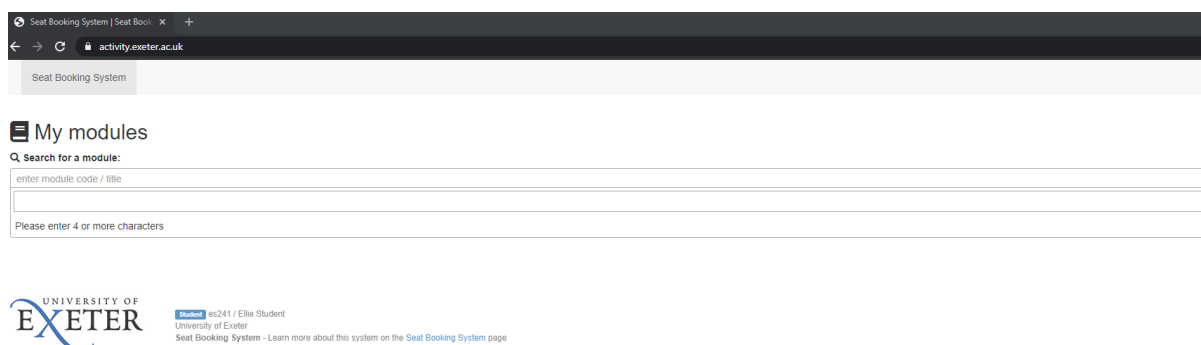 Seat Booking System | Seat Book
activity.exeter.ac.uk
Seat Booking System
My modules
Search for a module:
enter module code / title
Please enter 4 or more characters
UNIVERSITY OF
EXETER
Student es241 / Ellie Student
University of Exeter
Seat Booking System - Learn more about this system on the Seat Booking System page